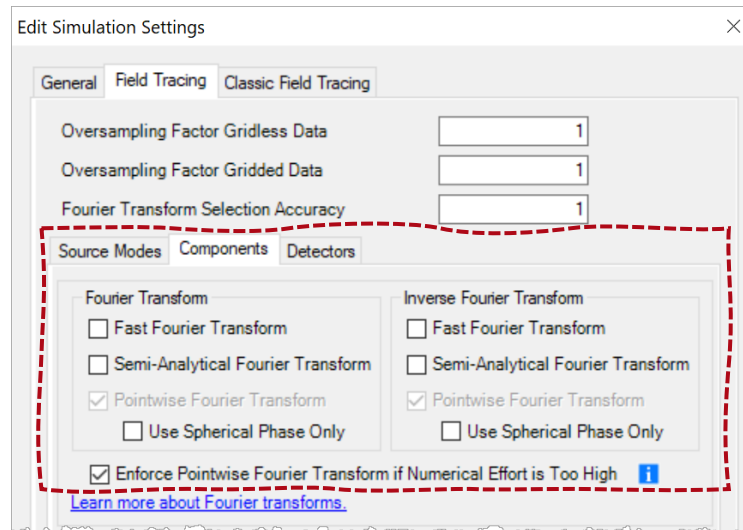 Edit Simulation Settings
General Field Tracing Classic Field Tracing
Oversampling Factor Gridless Data 1
Oversampling Factor Gridded Data 1
Fourier Transform Selection Accuracy 1
Source Modes Components Detectors
Fourier Transform Inverse Fourier Transform
Fast Fourier Transform Fast Fourier Transform
Semi-Analytical Fourier Transform Semi-Analytical Fourier Transform
Pointwise Fourier Transform Pointwise Fourier Transform
Use Spherical Phase Only Use Spherical Phase Only
Enforce Pointwise Fourier Transform if Numerical Effort is Too High i
Learn more about Fourier transforms.